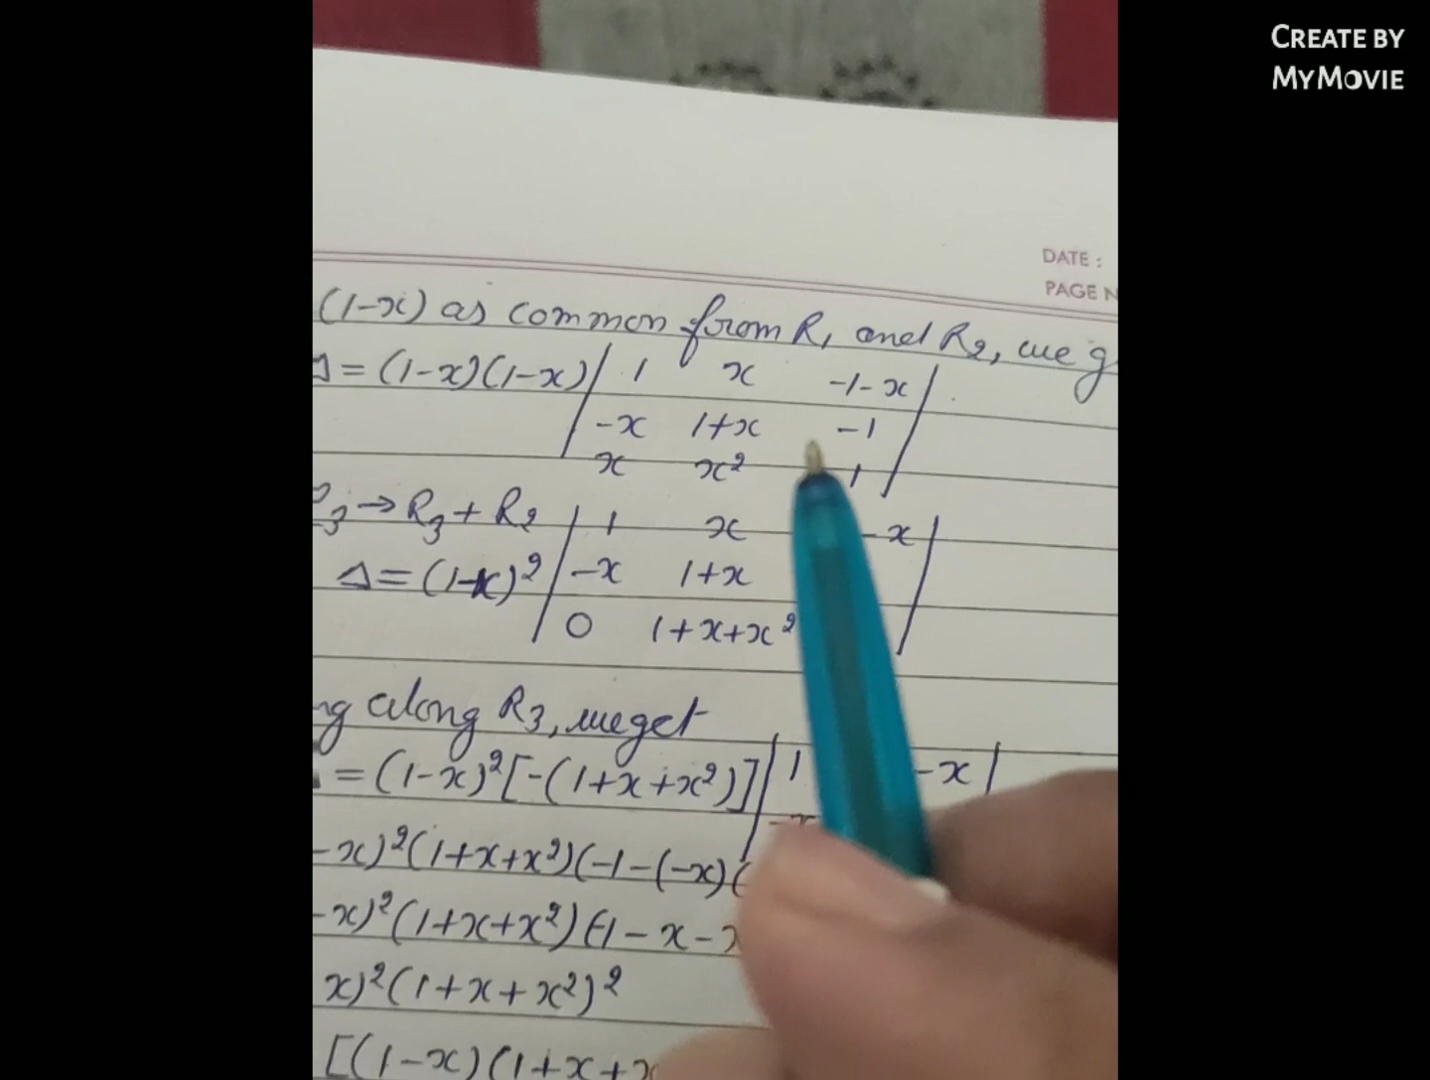 CREATE BY
MYMOVIE
DATE :
PAGE N
(1-x) as common from R₁ and R₂, we g
Δ = (1-x)(1-x) | 1 x -1-x |
| -x 1+x -1 |
x x² 1 |
R₃ → R₃ + R₂ | 1 x - x |
Δ = (1-x)² | -x 1+x
| 0 1+x+x² |
ng along R₃, we get
= (1-x)² [-(1+x+x²)] | 1 -x |
-x
-x)² (1+x+x²)(-1-(-x)(
-x)² (1+x+x²)(-1-x-
x)² (1+x+x²)²
[(1-x)(1+x+x